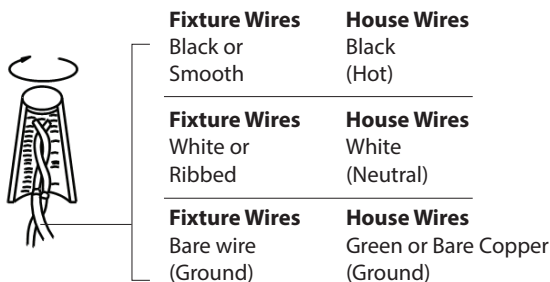 Fixture Wires House Wires
Black or Black
Smooth (Hot)
Fixture Wires House Wires
White or White
Ribbed (Neutral)
Fixture Wires House Wires
Bare wire Green or Bare Copper
(Ground) (Ground)